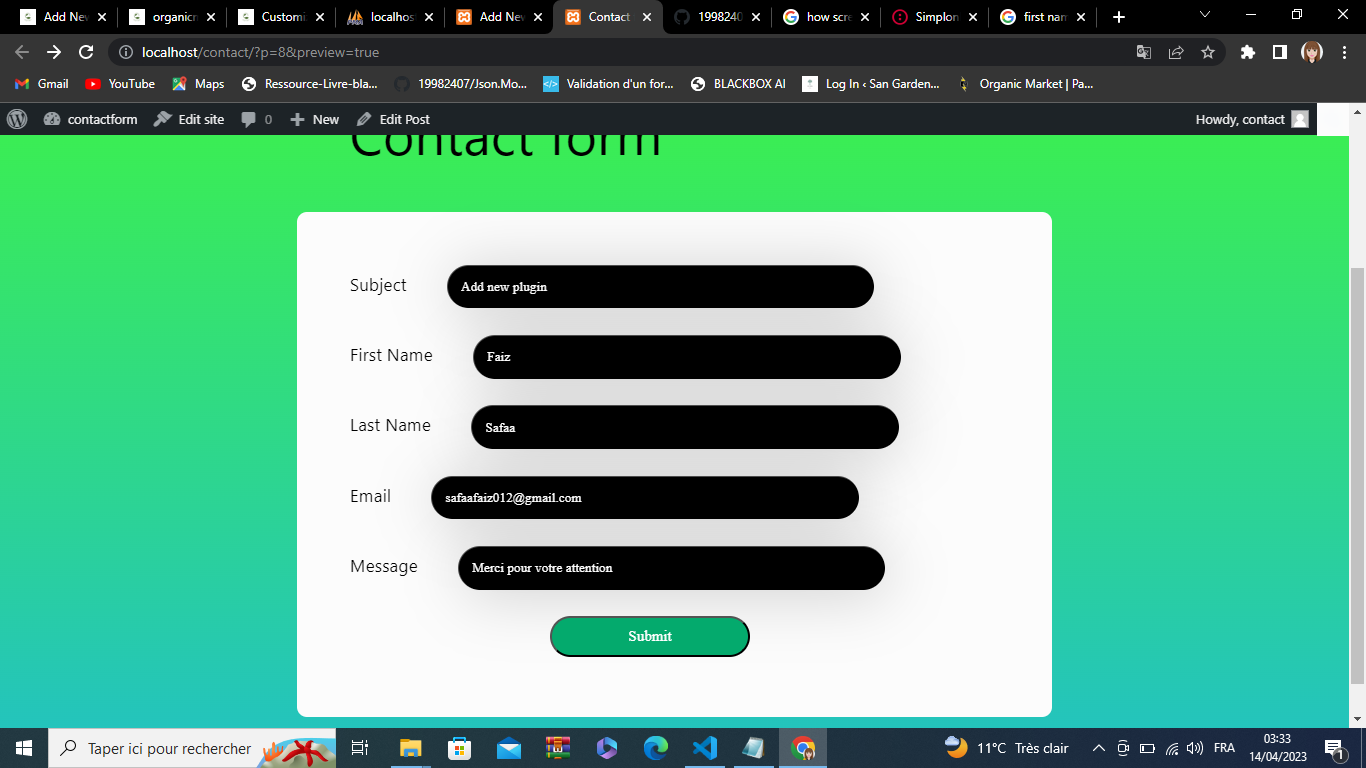 Add Nev
organicr
Customi
localhos
Add Nev
Contact
1998240
how scre
Simplon
first nan
localhost/contact/?p=8&preview=true
Gmail YouTube Maps Ressource-Livre-bla... 19982407/Json.Mo... Validation d'un for... BLACKBOX AI Log In ‹ San Garden... Organic Market | Pa...
contactform Edit site 0 New Edit Post Howdy, contact
Contact form
Subject Add new plugin
First Name Faiz
Last Name Safaa
Email safaafaiz012@gmail.com
Message Merci pour votre attention
Submit
Taper ici pour rechercher
11°C Très clair
FRA
03:33
14/04/2023
1